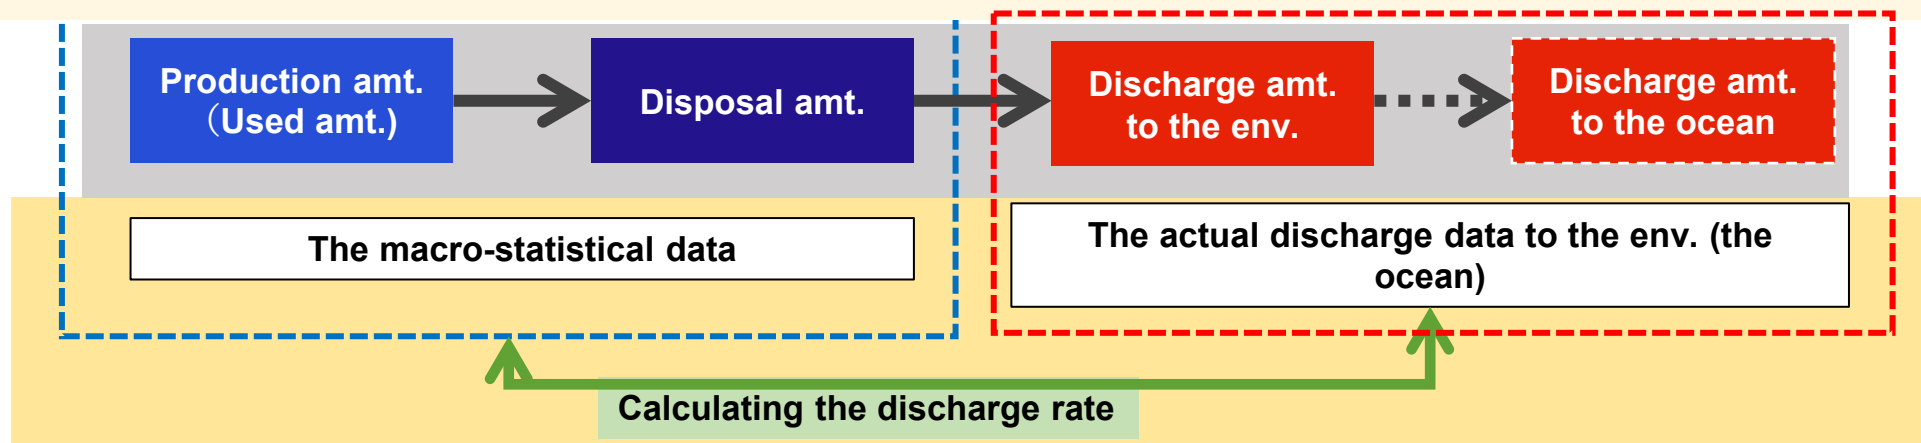 Production amt.
（Used amt.)
Disposal amt.
Discharge amt.
to the env.
Discharge amt.
to the ocean
The macro-statistical data
The actual discharge data to the env. (the
ocean)
Calculating the discharge rate